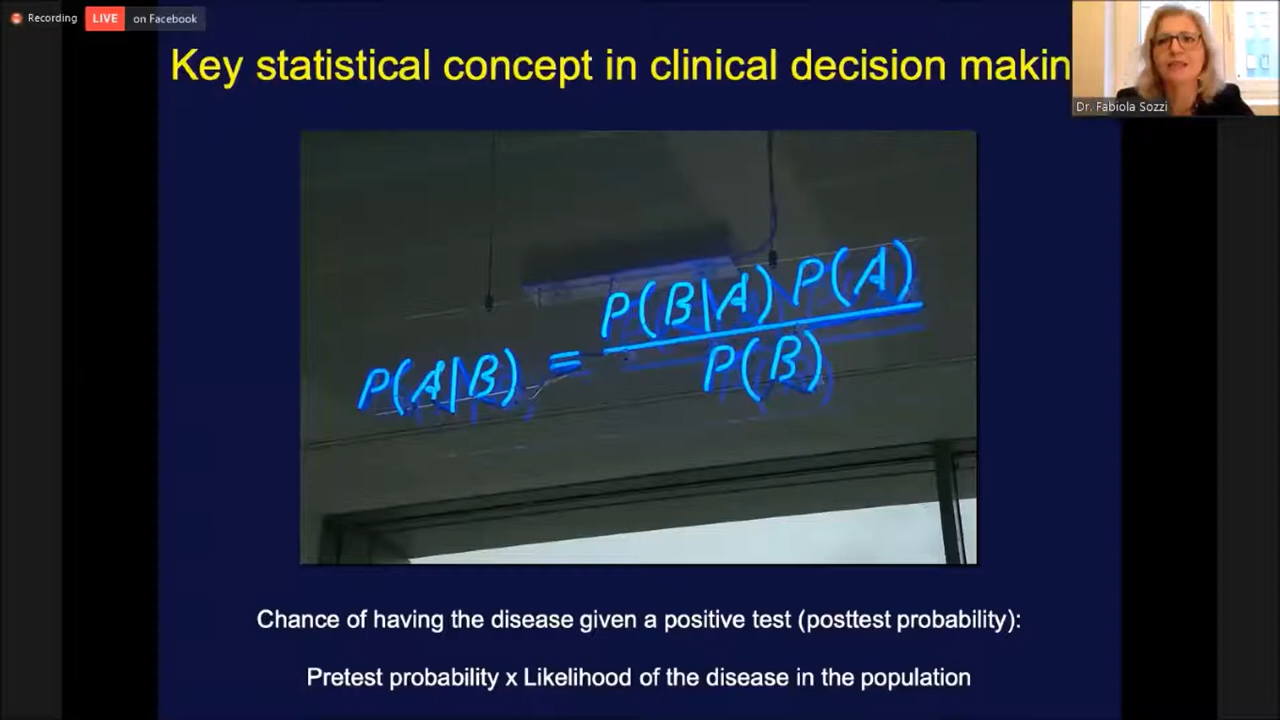 Recording
LIVE on Facebook
Key statistical concept in clinical decision makin
Dr. Fabiola Sozzi
P(A|B) = P(B|A) P(A)
P(B)
Chance of having the disease given a positive test (posttest probability):
Pretest probability x Likelihood of the disease in the population